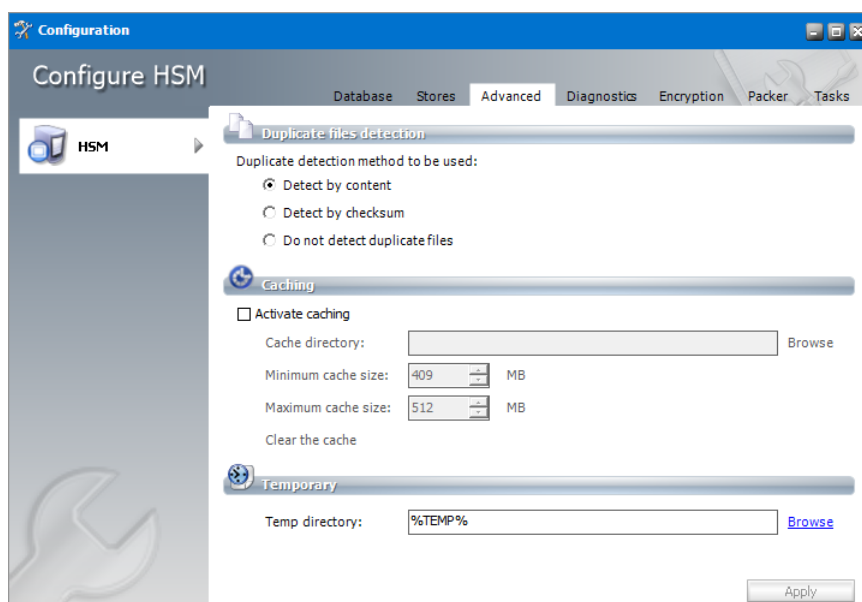 Configuration
Configure HSM
Database Stores Advanced Diagnostics Encryption Packer Tasks
HSM
Duplicate files detection
Duplicate detection method to be used:
Detect by content
Detect by checksum
Do not detect duplicate files
Caching
Activate caching
Cache directory: Browse
Minimum cache size: 409 MB
Maximum cache size: 512 MB
Clear the cache
Temporary
Temp directory: %TEMP% Browse
Apply